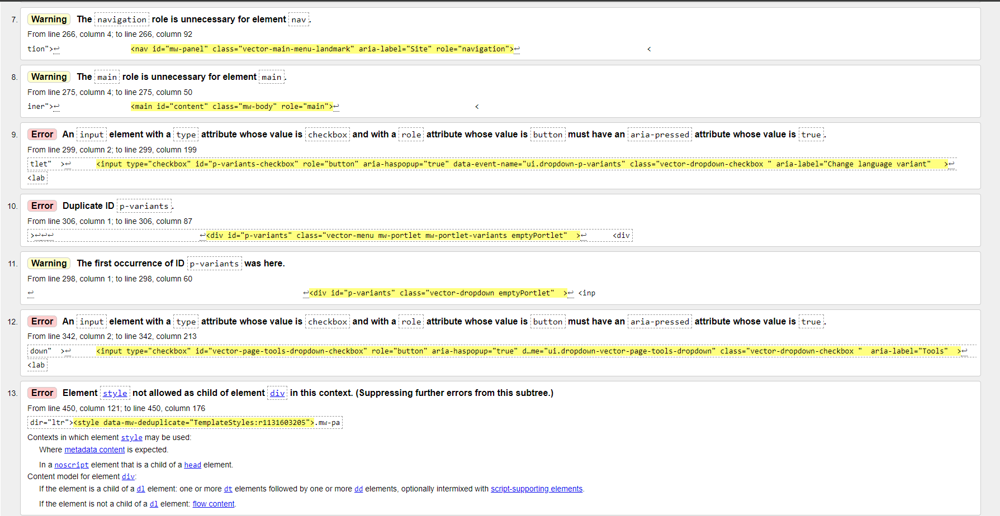 7. Warning The navigation role is unnecessary for element nav.
From line 266, column 4; to line 266, column 92
tion">↩ <nav id="mw-panel" class="vector-main-menu-landmark" aria-label="Site" role="navigation">↩ <
8. Warning The main role is unnecessary for element main.
From line 275, column 4; to line 275, column 50
iner">↩ <main id="content" class="mw-body" role="main">↩ <
9. Error An input element with a type attribute whose value is checkbox and with a role attribute whose value is button must have an aria-pressed attribute whose value is true.
From line 299, column 2; to line 299, column 199
tlet" >↩ <input type="checkbox" id="p-variants-checkbox" role="button" aria-haspopup="true" data-event-name="ui.dropdown-p-variants" class="vector-dropdown-checkbox " aria-label="Change language variant" >↩
<lab
10. Error Duplicate ID p-variants.
From line 306, column 1; to line 306, column 87
>↩↩↩ ↩<div id="p-variants" class="vector-menu mw-portlet mw-portlet-variants emptyPortlet" >↩ <div
11. Warning The first occurrence of ID p-variants was here.
From line 298, column 1; to line 298, column 60
↩ ↩<div id="p-variants" class="vector-dropdown emptyPortlet" >↩ <inp
12. Error An input element with a type attribute whose value is checkbox and with a role attribute whose value is button must have an aria-pressed attribute whose value is true.
From line 342, column 2; to line 342, column 213
down" >↩ <input type="checkbox" id="vector-page-tools-dropdown-checkbox" role="button" aria-haspopup="true" d…me="ui.dropdown-vector-page-tools-dropdown" class="vector-dropdown-checkbox " aria-label="Tools" >↩
<lab
13. Error Element style not allowed as child of element div in this context. (Suppressing further errors from this subtree.)
From line 450, column 121; to line 450, column 176
dir="ltr"><style data-mw-deduplicate="TemplateStyles:r1131603205">.mw-pa
Contexts in which element style may be used:
Where metadata content is expected.
In a noscript element that is a child of a head element.
Content model for element div:
If the element is a child of a dl element: one or more dt elements followed by one or more dd elements, optionally intermixed with script-supporting elements.
If the element is not a child of a dl element: flow content.